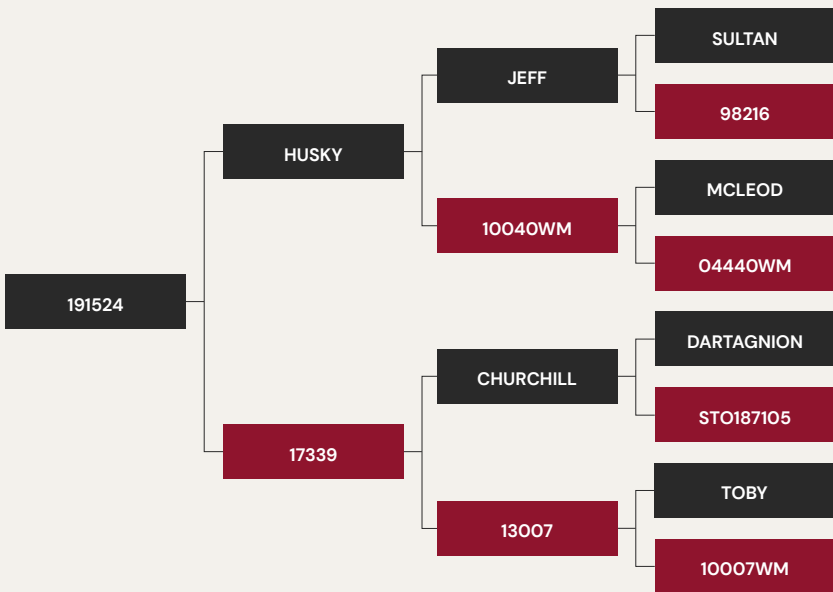 SULTAN
JEFF
98216
HUSKY
MCLEOD
10040WM
04440WM
191524
DARTAGNION
CHURCHILL
STO187105
17339
TOBY
13007
10007WM